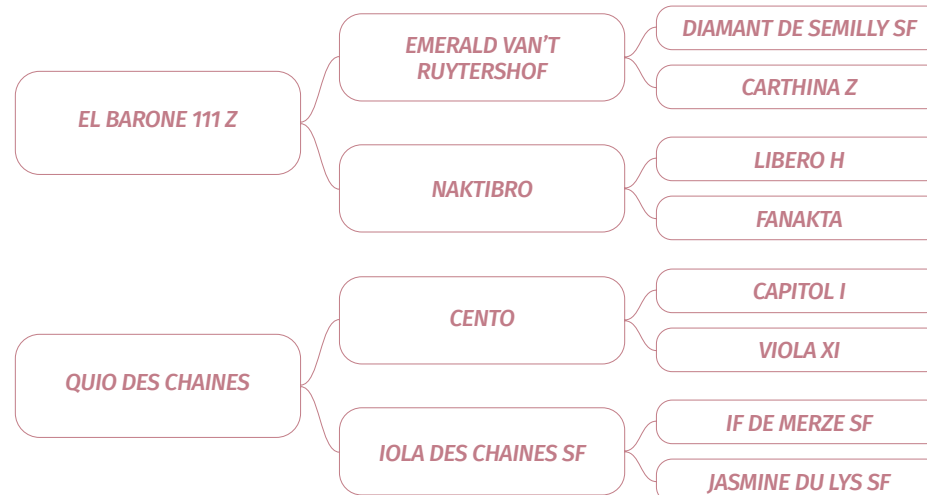 EL BARONE 111 Z
EMERALD VAN'T
RUYTERSHOF
DIAMANT DE SEMILLY SF
CARTHINA Z
NAKTIBRO
LIBERO H
FANAKTA
QUIO DES CHAINES
CENTO
CAPITOL I
VIOLA XI
IOLA DES CHAINES SF
IF DE MERZE SF
JASMINE DU LYS SF